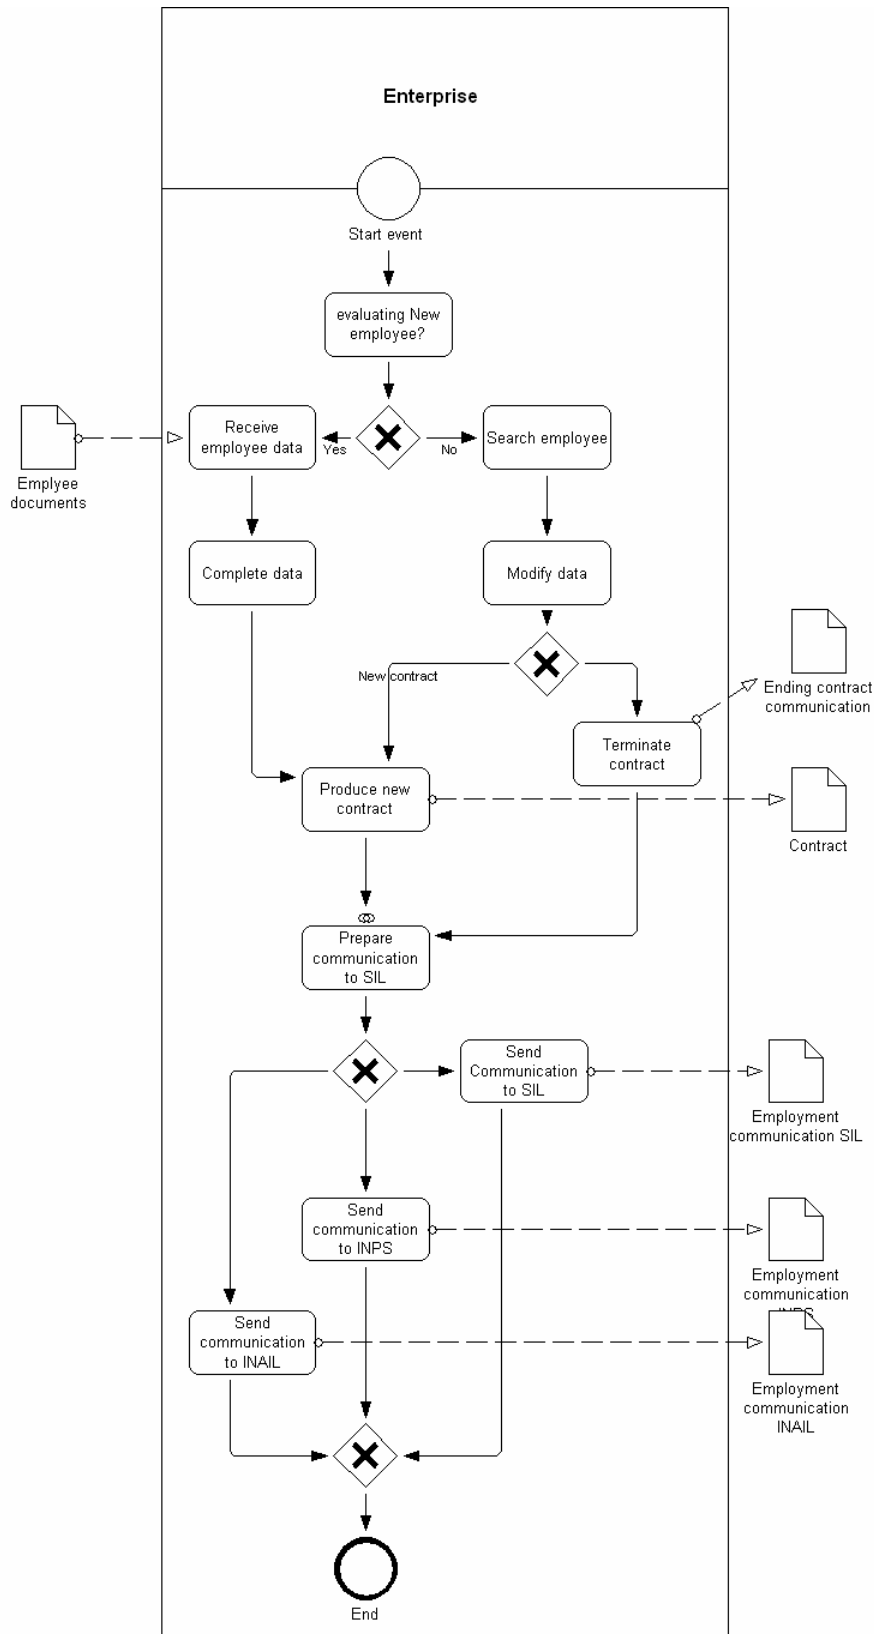 Enterprise
Start event
evaluating New
employee?
Receive
employee data
Yes
No
Search employee
Emplyee
documents
Complete data
Modify data
New contract
Ending contract
communication
Terminate
contract
Produce new
contract
Contract
Prepare
communication
to SIL
Send
Communication
to SIL
Employment
communication SIL
Send
communication
to INPS
Employment
communication
INPS
Send
communication
to INAIL
Employment
communication
INAIL
End